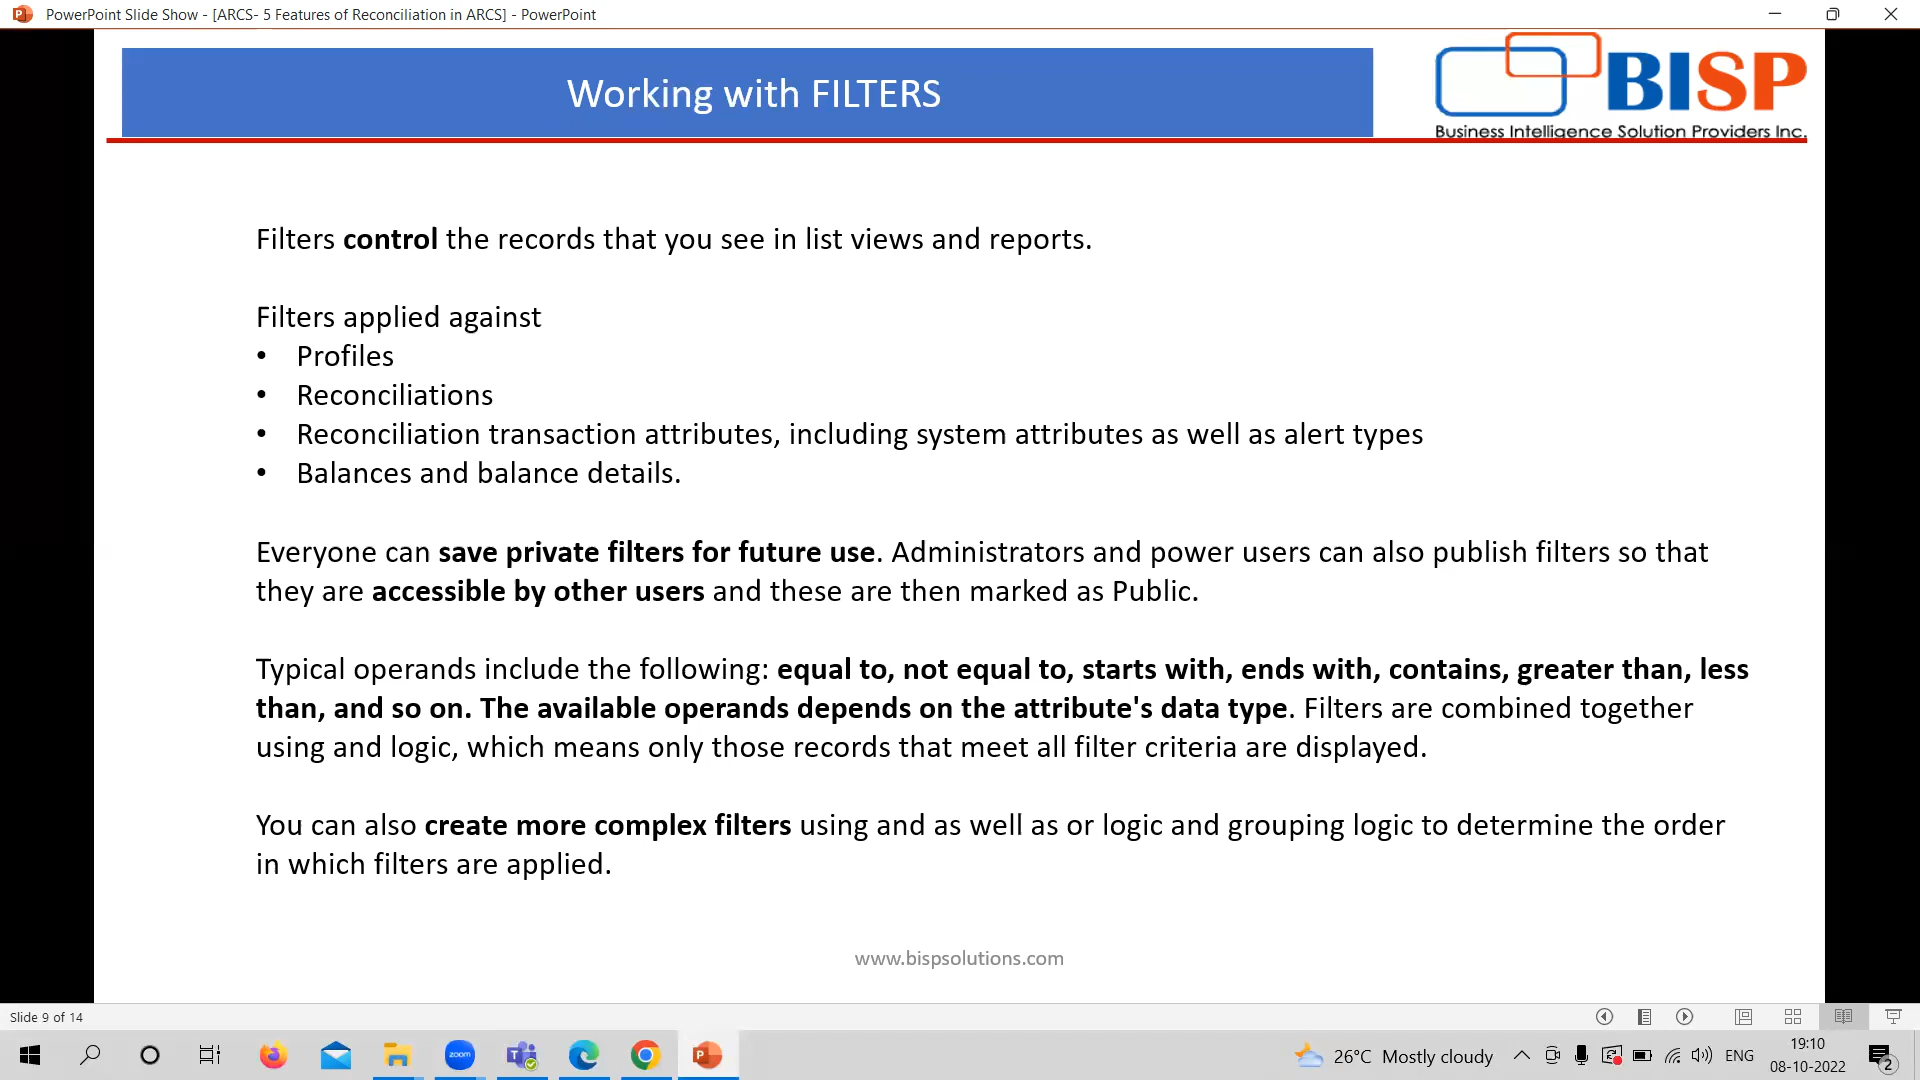 PowerPoint Slide Show - [ARCS- 5 Features of Reconciliation in ARCS] - PowerPoint
Working with FILTERS
BISP
Business Intelligence Solution Providers Inc.
Filters control the records that you see in list views and reports.
Filters applied against
• Profiles
• Reconciliations
• Reconciliation transaction attributes, including system attributes as well as alert types
• Balances and balance details.
Everyone can save private filters for future use. Administrators and power users can also publish filters so that
they are accessible by other users and these are then marked as Public.
Typical operands include the following: equal to, not equal to, starts with, ends with, contains, greater than, less
than, and so on. The available operands depends on the attribute's data type. Filters are combined together
using and logic, which means only those records that meet all filter criteria are displayed.
You can also create more complex filters using and as well as or logic and grouping logic to determine the order
in which filters are applied.
www.bispsolutions.com
Slide 9 of 14
zoom
26°C Mostly cloudy
ENG
19:10
08-10-2022
2